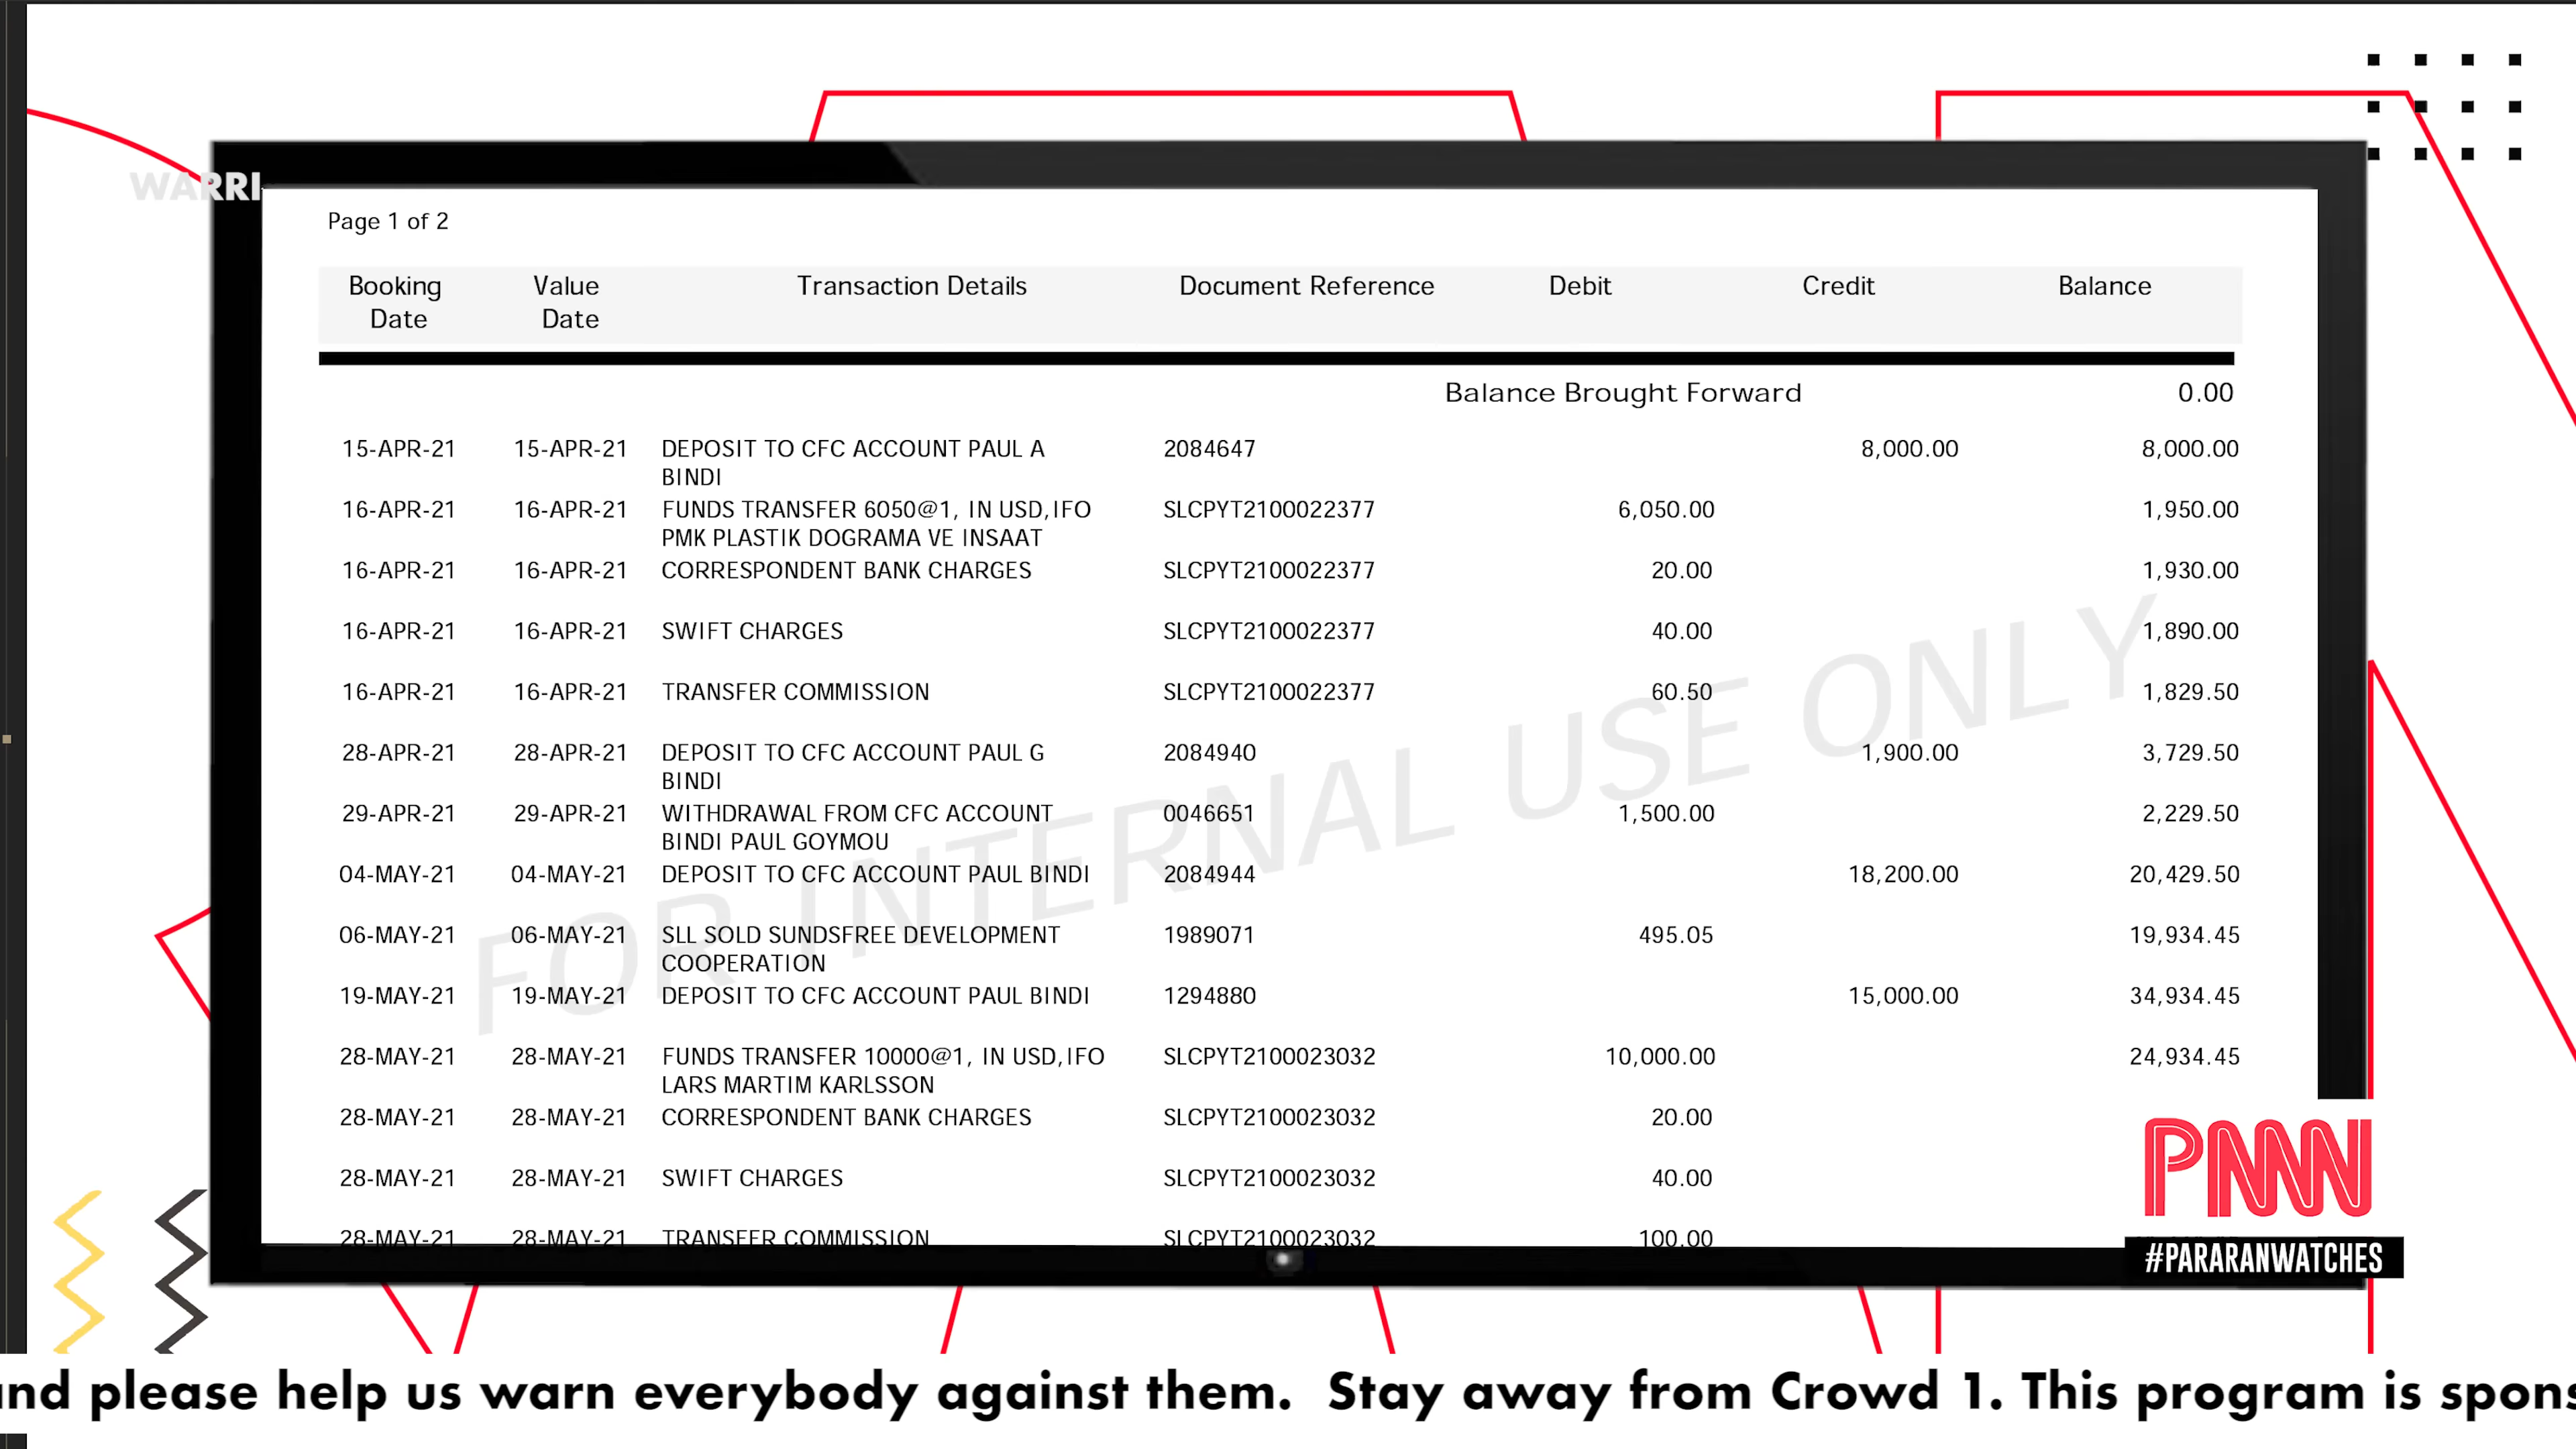 WARRI
Page 1 of 2
Booking Date Value Date Transaction Details Document Reference Debit Credit Balance
Balance Brought Forward 0.00
15-APR-21 15-APR-21 DEPOSIT TO CFC ACCOUNT PAUL A 2084647 8,000.00 8,000.00
BINDI
16-APR-21 16-APR-21 FUNDS TRANSFER 6050@1, IN USD,IFO SLCPYT2100022377 6,050.00 1,950.00
PMK PLASTIK DOGRAMA VE INSAAT
16-APR-21 16-APR-21 CORRESPONDENT BANK CHARGES SLCPYT2100022377 20.00 1,930.00
16-APR-21 16-APR-21 SWIFT CHARGES SLCPYT2100022377 40.00 1,890.00
16-APR-21 16-APR-21 TRANSFER COMMISSION SLCPYT2100022377 60.50 1,829.50
28-APR-21 28-APR-21 DEPOSIT TO CFC ACCOUNT PAUL G 2084940 1,900.00 3,729.50
BINDI
29-APR-21 29-APR-21 WITHDRAWAL FROM CFC ACCOUNT 0046651 1,500.00 2,229.50
BINDI PAUL GOYMOU
04-MAY-21 04-MAY-21 DEPOSIT TO CFC ACCOUNT PAUL BINDI 2084944 18,200.00 20,429.50
06-MAY-21 06-MAY-21 SLL SOLD SUNDSFREE DEVELOPMENT 1989071 495.05 19,934.45
COOPERATION
19-MAY-21 19-MAY-21 DEPOSIT TO CFC ACCOUNT PAUL BINDI 1294880 15,000.00 34,934.45
28-MAY-21 28-MAY-21 FUNDS TRANSFER 10000@1, IN USD,IFO SLCPYT2100023032 10,000.00 24,934.45
LARS MARTIM KARLSSON
28-MAY-21 28-MAY-21 CORRESPONDENT BANK CHARGES SLCPYT2100023032 20.00
28-MAY-21 28-MAY-21 SWIFT CHARGES SLCPYT2100023032 40.00
28-MAY-21 28-MAY-21 TRANSFER COMMISSION SLCPYT2100023032 100.00
FOR INTERNAL USE ONLY
PNNN
#PARARANWATCHES
and please help us warn everybody against them. Stay away from Crowd 1. This program is spons